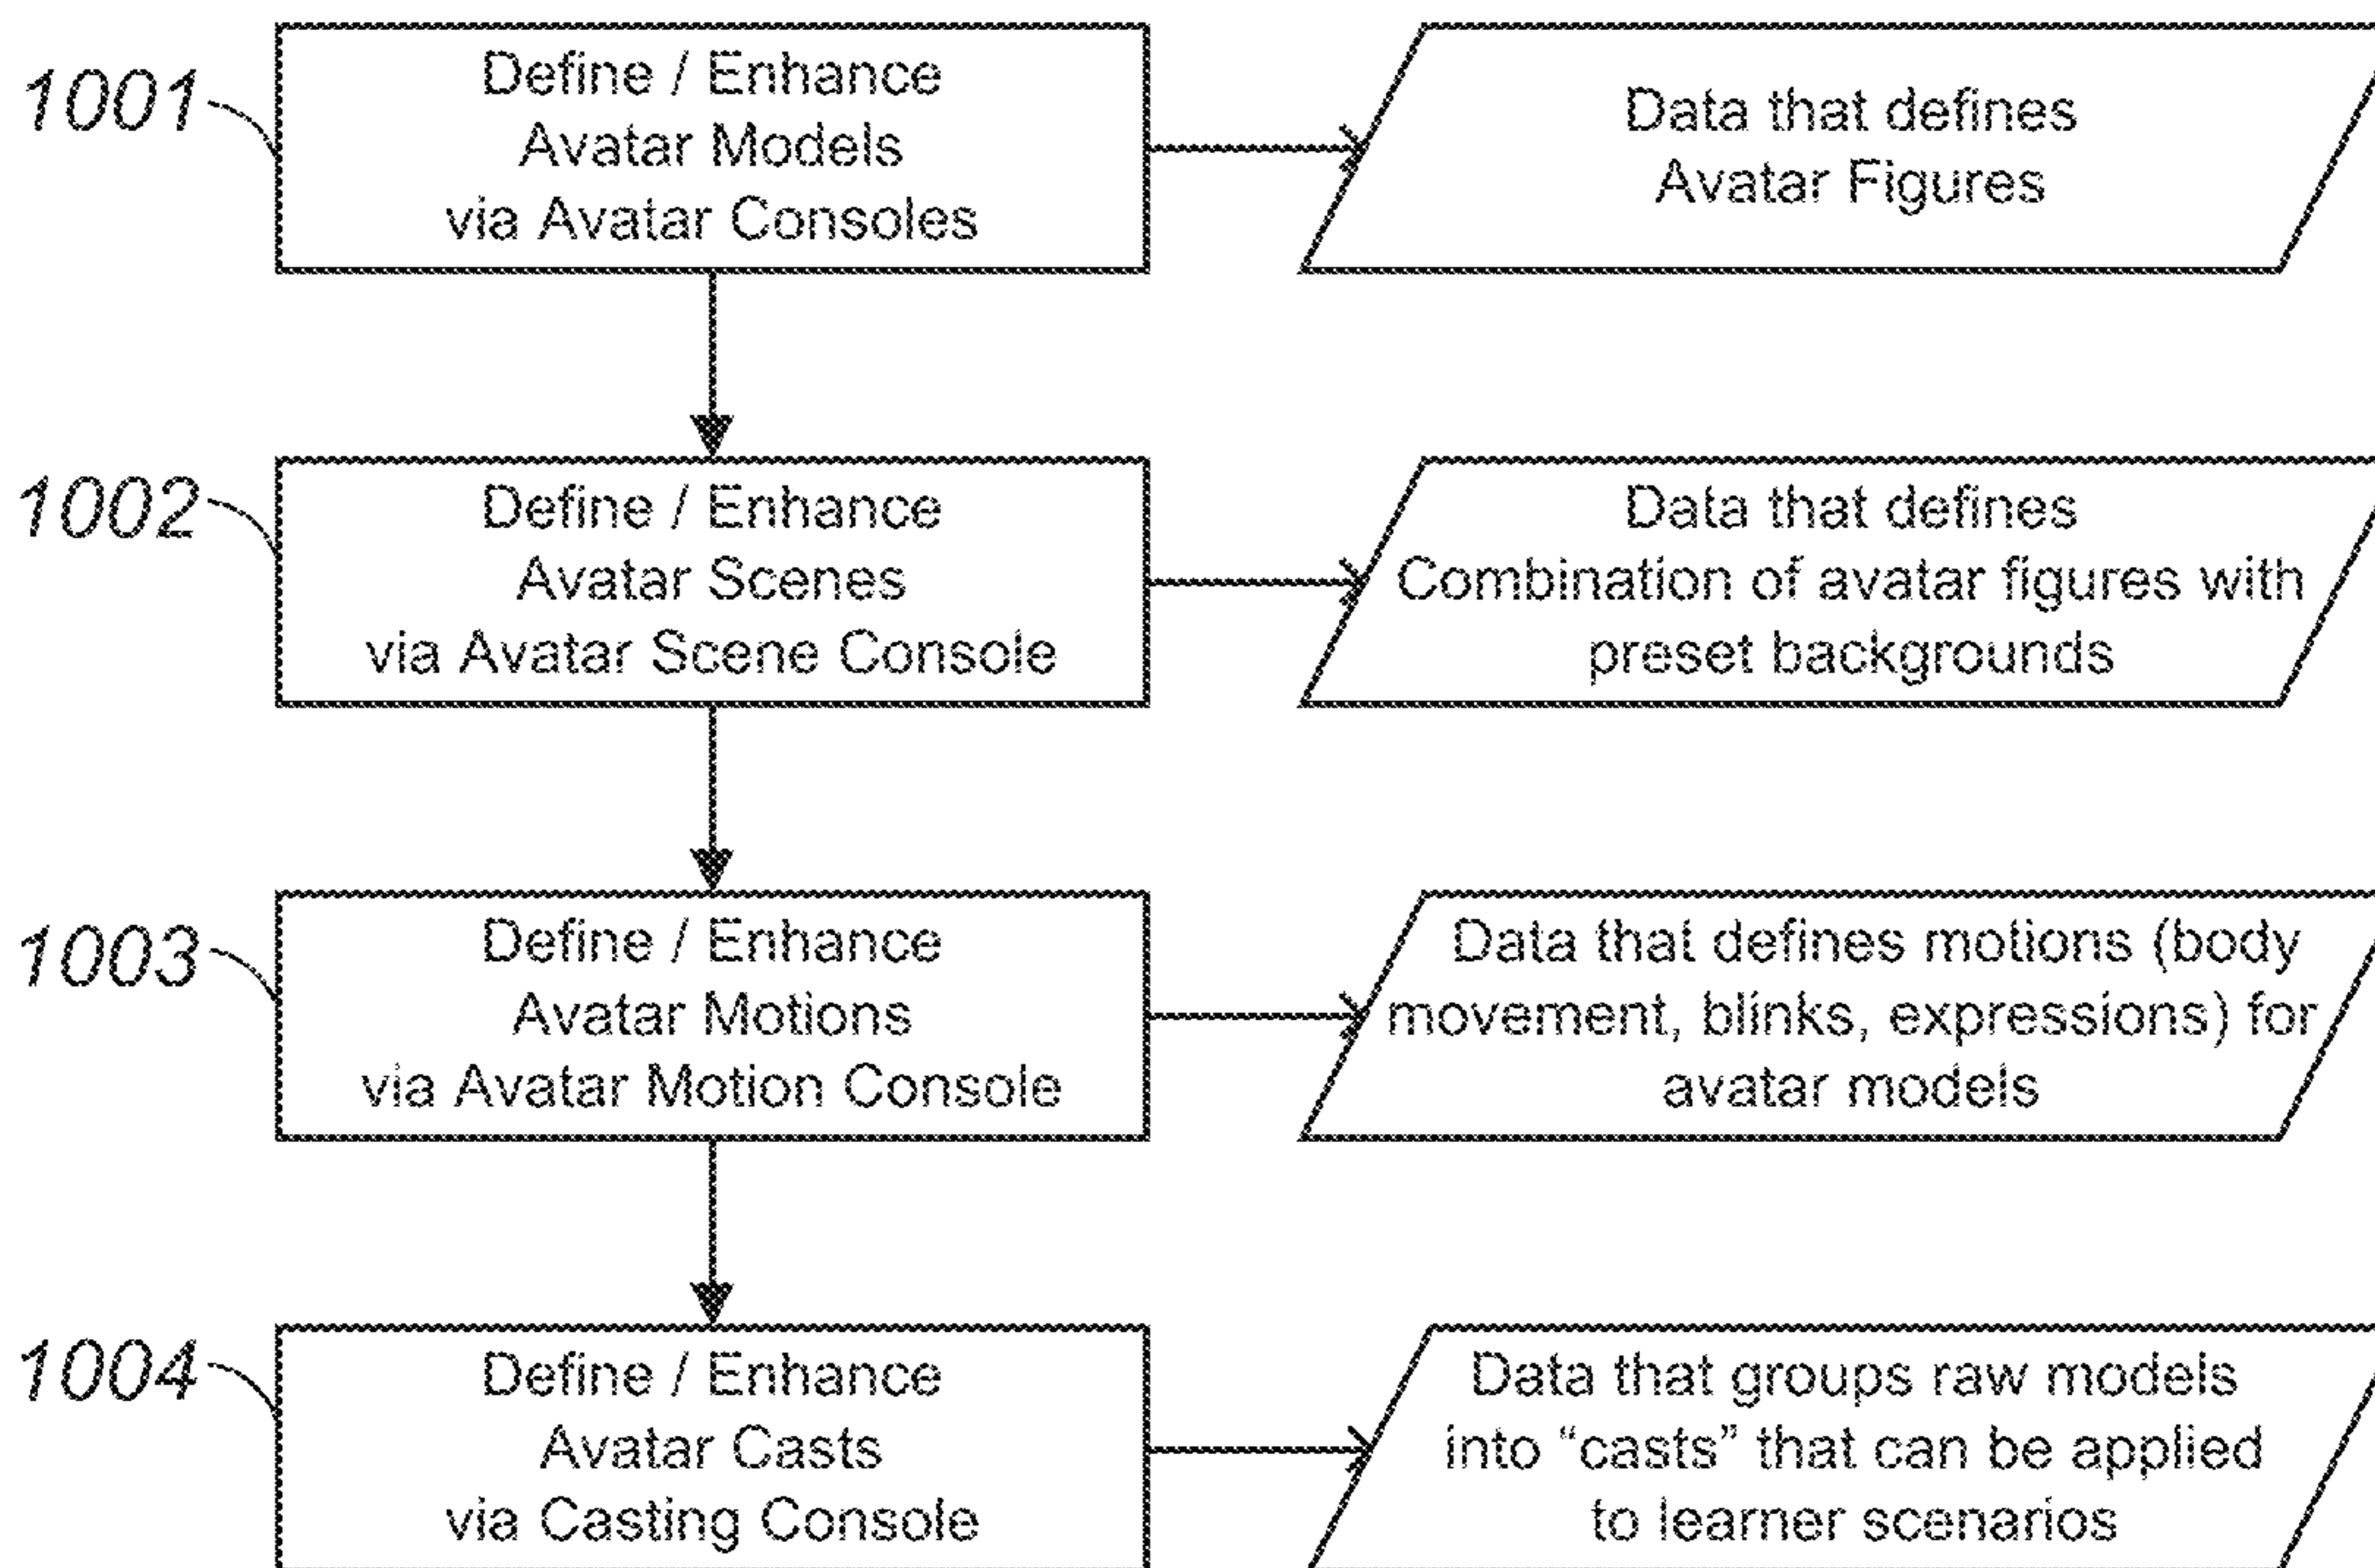 1001
Define / Enhance
Avatar Models
via Avatar Consoles
Data that defines
Avatar Figures
1002
Define / Enhance
Avatar Scenes
via Avatar Scene Console
Data that defines
Combination of avatar figures with
preset backgrounds
1003
Define / Enhance
Avatar Motions
via Avatar Motion Console
Data that defines motions (body
movement, blinks, expressions) for
avatar models
1004
Define / Enhance
Avatar Casts
via Casting Console
Data that groups raw models
into “casts” that can be applied
to learner scenarios